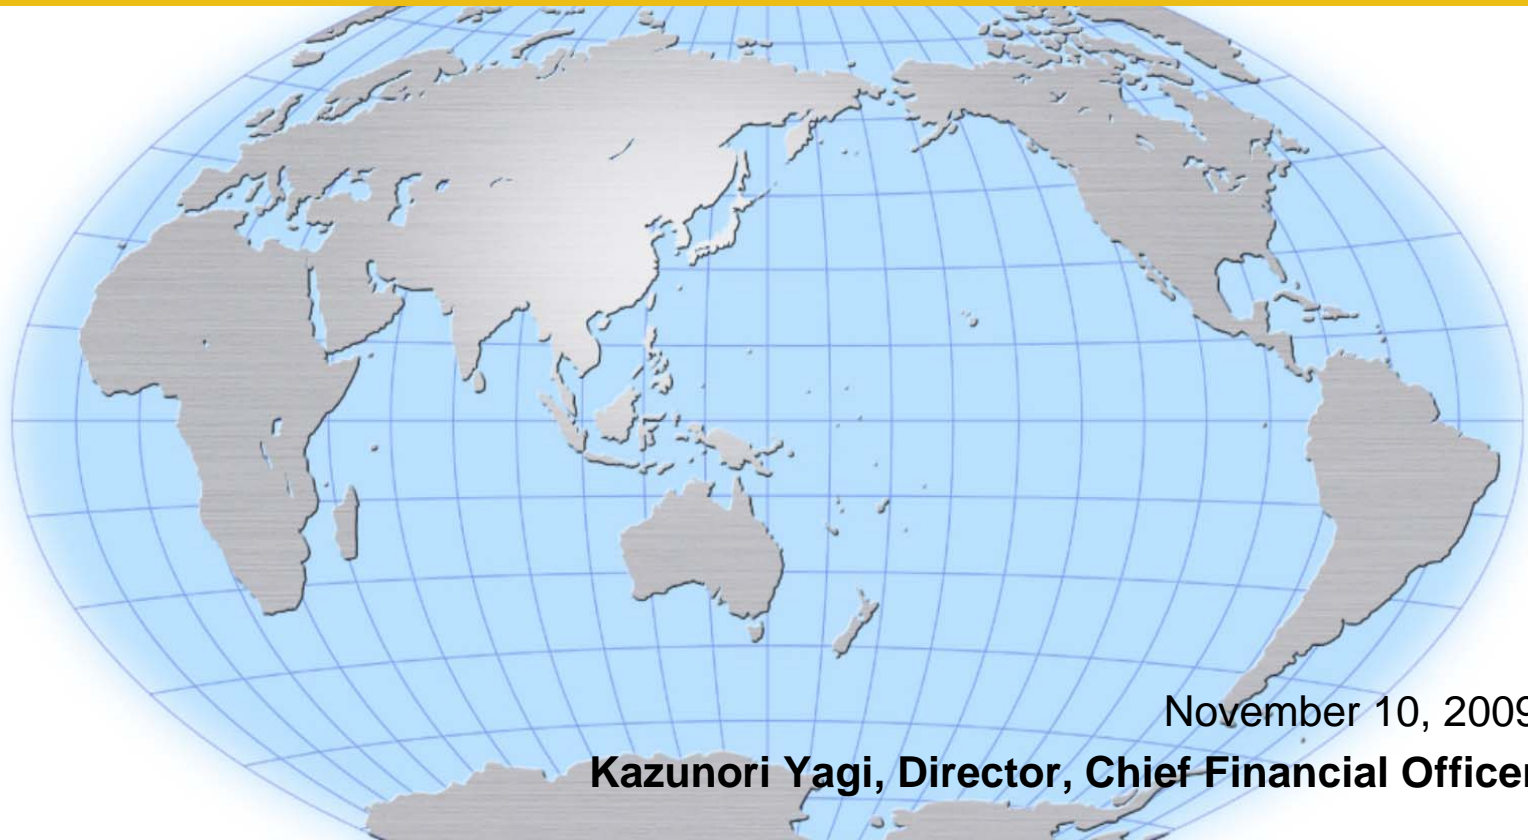 November 10, 2009
Kazunori Yagi, Director, Chief Financial Officer